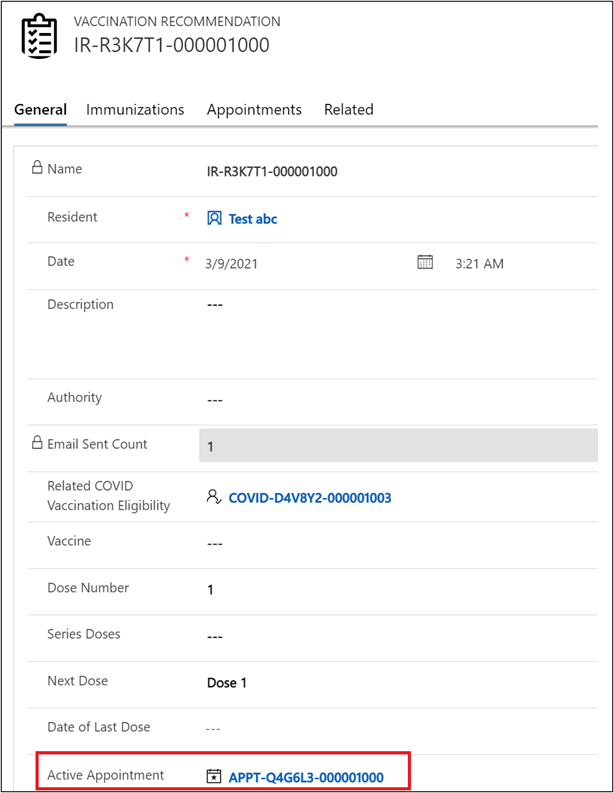 VACCINATION RECOMMENDATION
IR-R3K7T1-000001000
General Immunizations Appointments Related
Name IR-R3K7T1-000001000
Resident * Test abc
Date * 3/9/2021 3:21 AM
Description ---
Authority ---
Email Sent Count 1
Related COVID
Vaccination Eligibility COVID-D4V8Y2-000001003
Vaccine ---
Dose Number 1
Series Doses ---
Next Dose Dose 1
Date of Last Dose ---
Active Appointment APPT-Q4G6L3-000001000